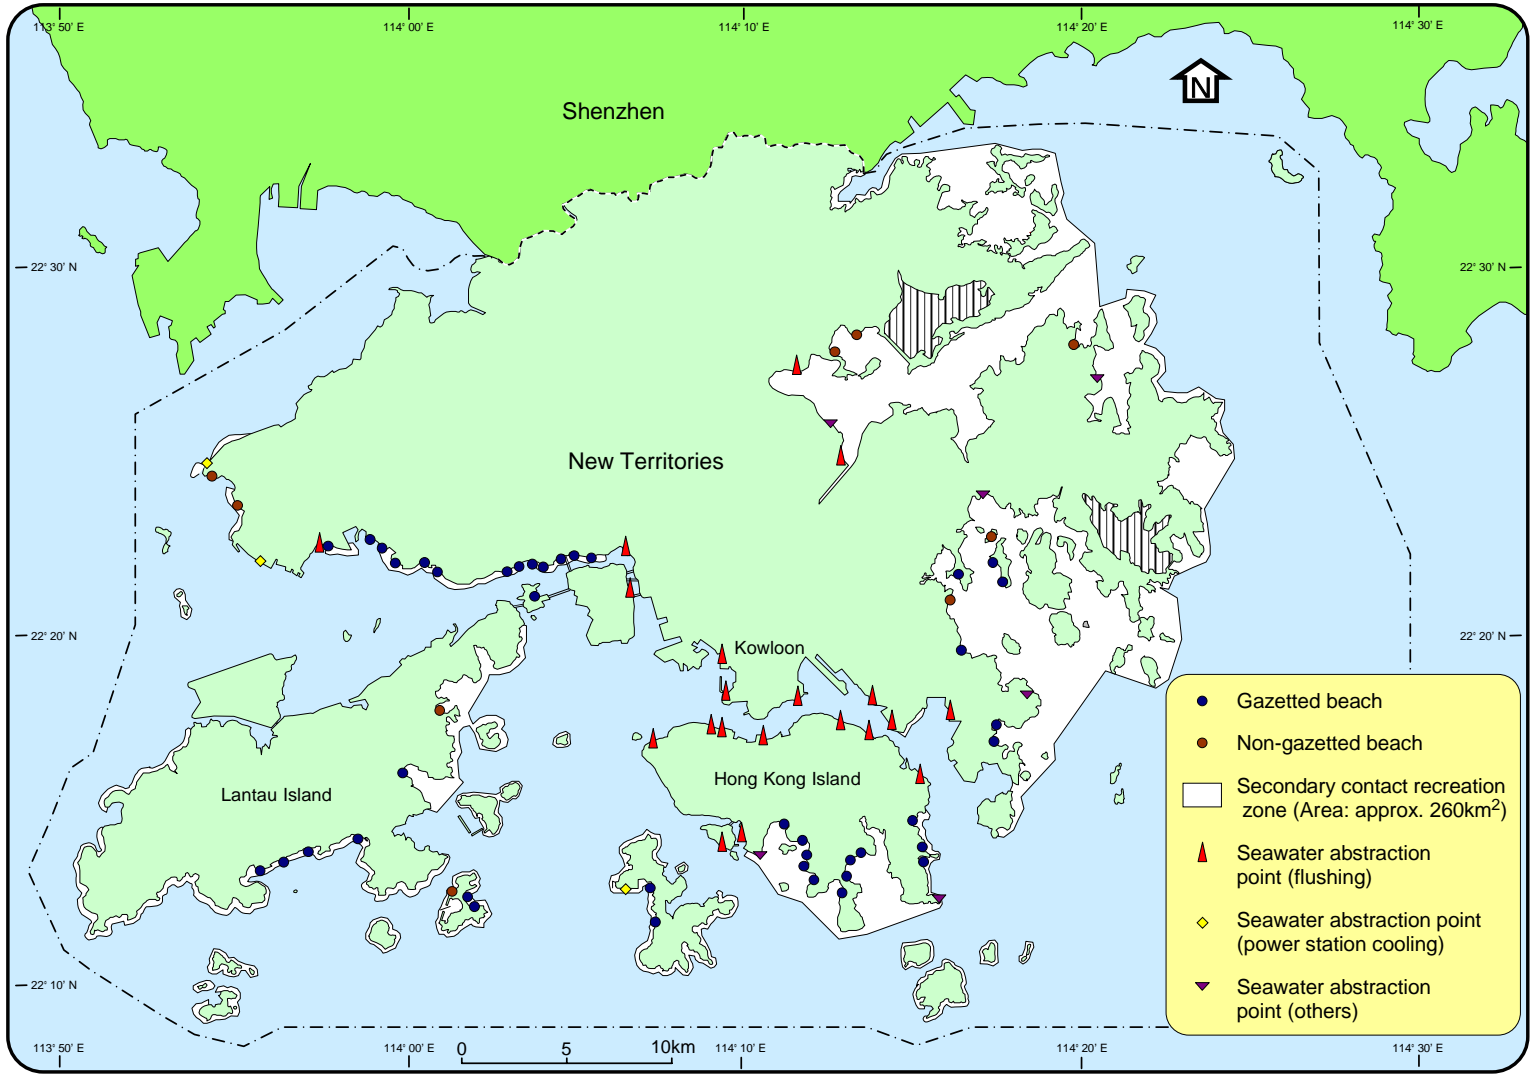 113° 50' E
114° 00' E
114° 10' E
114° 20' E
114° 30' E
N
Shenzhen
22° 30' N
22° 30' N
New Territories
22° 20' N
22° 20' N
Kowloon
Hong Kong Island
Lantau Island
Gazetted beach
Non-gazetted beach
Secondary contact recreation
zone (Area: approx. 260km²)
Seawater abstraction
point (flushing)
Seawater abstraction point
(power station cooling)
Seawater abstraction
point (others)
22° 10' N
113° 50' E
114° 00' E
0
5
10km
114° 10' E
114° 20' E
114° 30' E